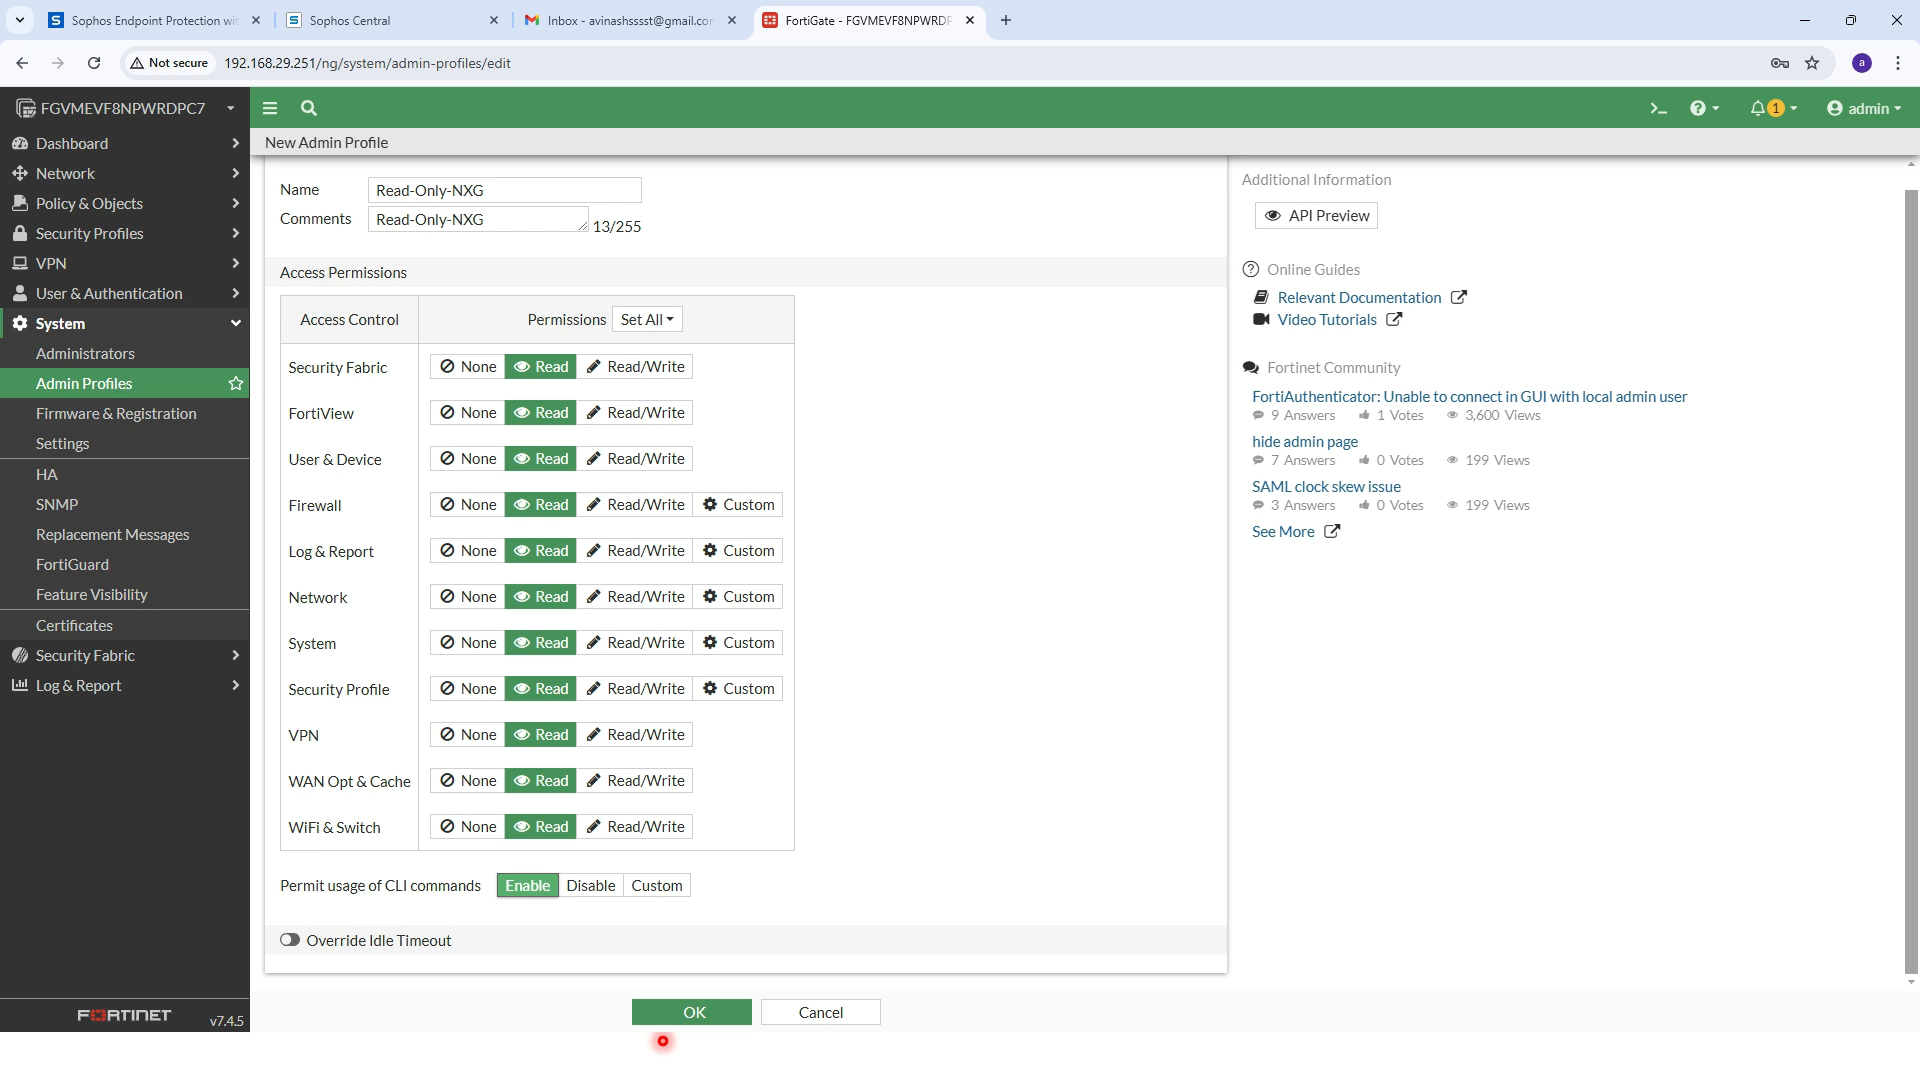 Sophos Endpoint Protection wit
Sophos Central
Inbox - avinashsssst@gmail.con
FortiGate - FGVMEVF8NPWRDP
Not secure
192.168.29.251/ng/system/admin-profiles/edit
a
FGVMEVF8NPWRDPC7
1
admin
Dashboard
Network
Policy & Objects
Security Profiles
VPN
User & Authentication
System
Administrators
Admin Profiles
Firmware & Registration
Settings
HA
SNMP
Replacement Messages
FortiGuard
Feature Visibility
Certificates
Security Fabric
Log & Report
FORTINET
v7.4.5
New Admin Profile
Name Read-Only-NXG
Comments Read-Only-NXG 13/255
Access Permissions
Access Control Permissions Set All
Security Fabric None Read Read/Write
FortiView None Read Read/Write
User & Device None Read Read/Write
Firewall None Read Read/Write Custom
Log & Report None Read Read/Write Custom
Network None Read Read/Write Custom
System None Read Read/Write Custom
Security Profile None Read Read/Write Custom
VPN None Read Read/Write
WAN Opt & Cache None Read Read/Write
WiFi & Switch None Read Read/Write
Permit usage of CLI commands Enable Disable Custom
Override Idle Timeout
OK Cancel
Additional Information
API Preview
Online Guides
Relevant Documentation
Video Tutorials
Fortinet Community
FortiAuthenticator: Unable to connect in GUI with local admin user
9 Answers 1 Votes 3,600 Views
hide admin page
7 Answers 0 Votes 199 Views
SAML clock skew issue
3 Answers 0 Votes 199 Views
See More